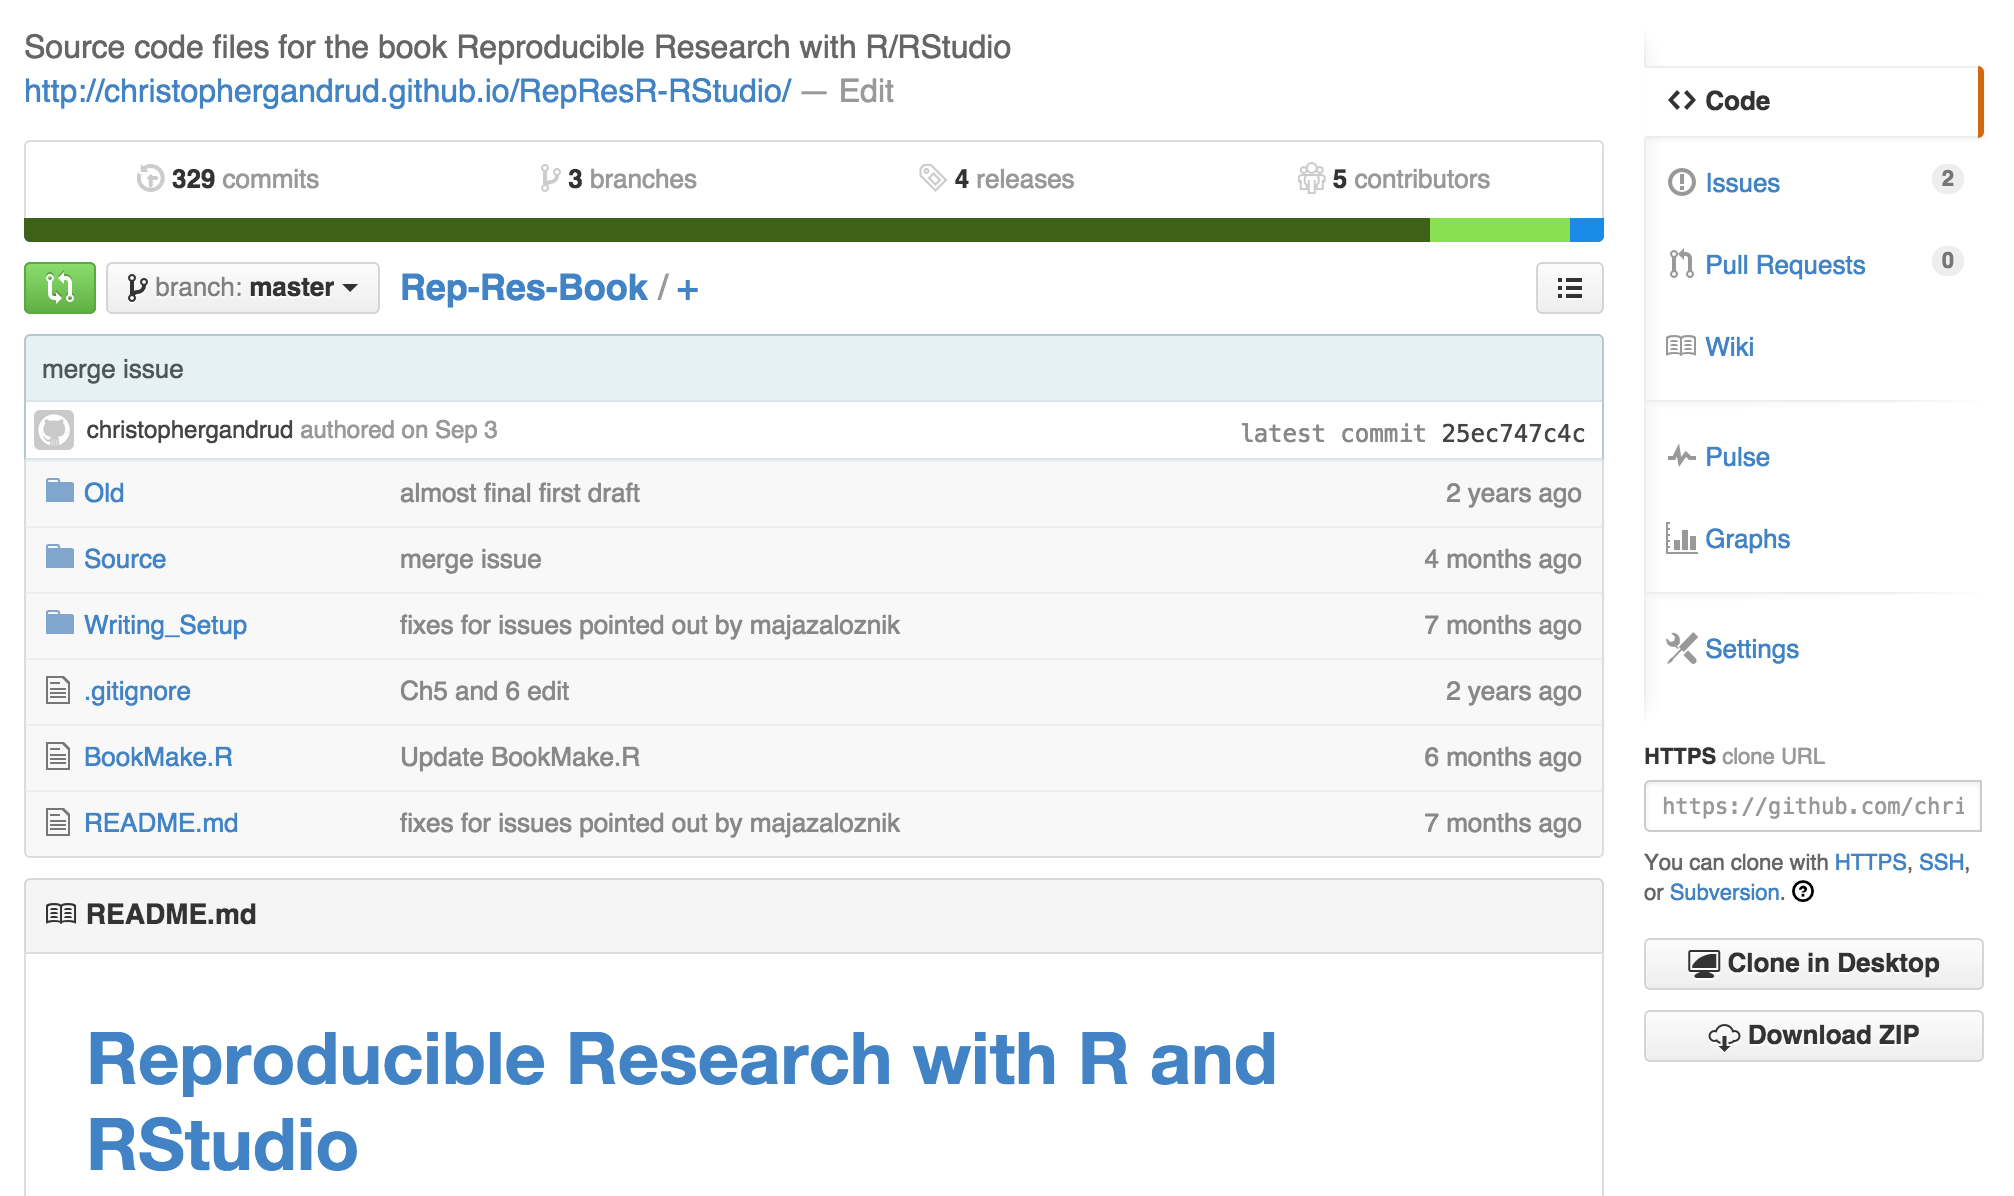 Source code files for the book Reproducible Research with R/RStudio
http://christophergandrud.github.io/RepResR-RStudio/ — Edit
329 commits 3 branches 4 releases 5 contributors
branch: master Rep-Res-Book / +
merge issue
christophergandrud authored on Sep 3 latest commit 25ec747c4c
Old almost final first draft 2 years ago
Source merge issue 4 months ago
Writing_Setup fixes for issues pointed out by majazaloznik 7 months ago
.gitignore Ch5 and 6 edit 2 years ago
BookMake.R Update BookMake.R 6 months ago
README.md fixes for issues pointed out by majazaloznik 7 months ago
README.md
Reproducible Research with R and
RStudio
Code
Issues 2
Pull Requests 0
Wiki
Pulse
Graphs
Settings
HTTPS clone URL
https://github.com/chri
You can clone with HTTPS, SSH,
or Subversion.
Clone in Desktop
Download ZIP